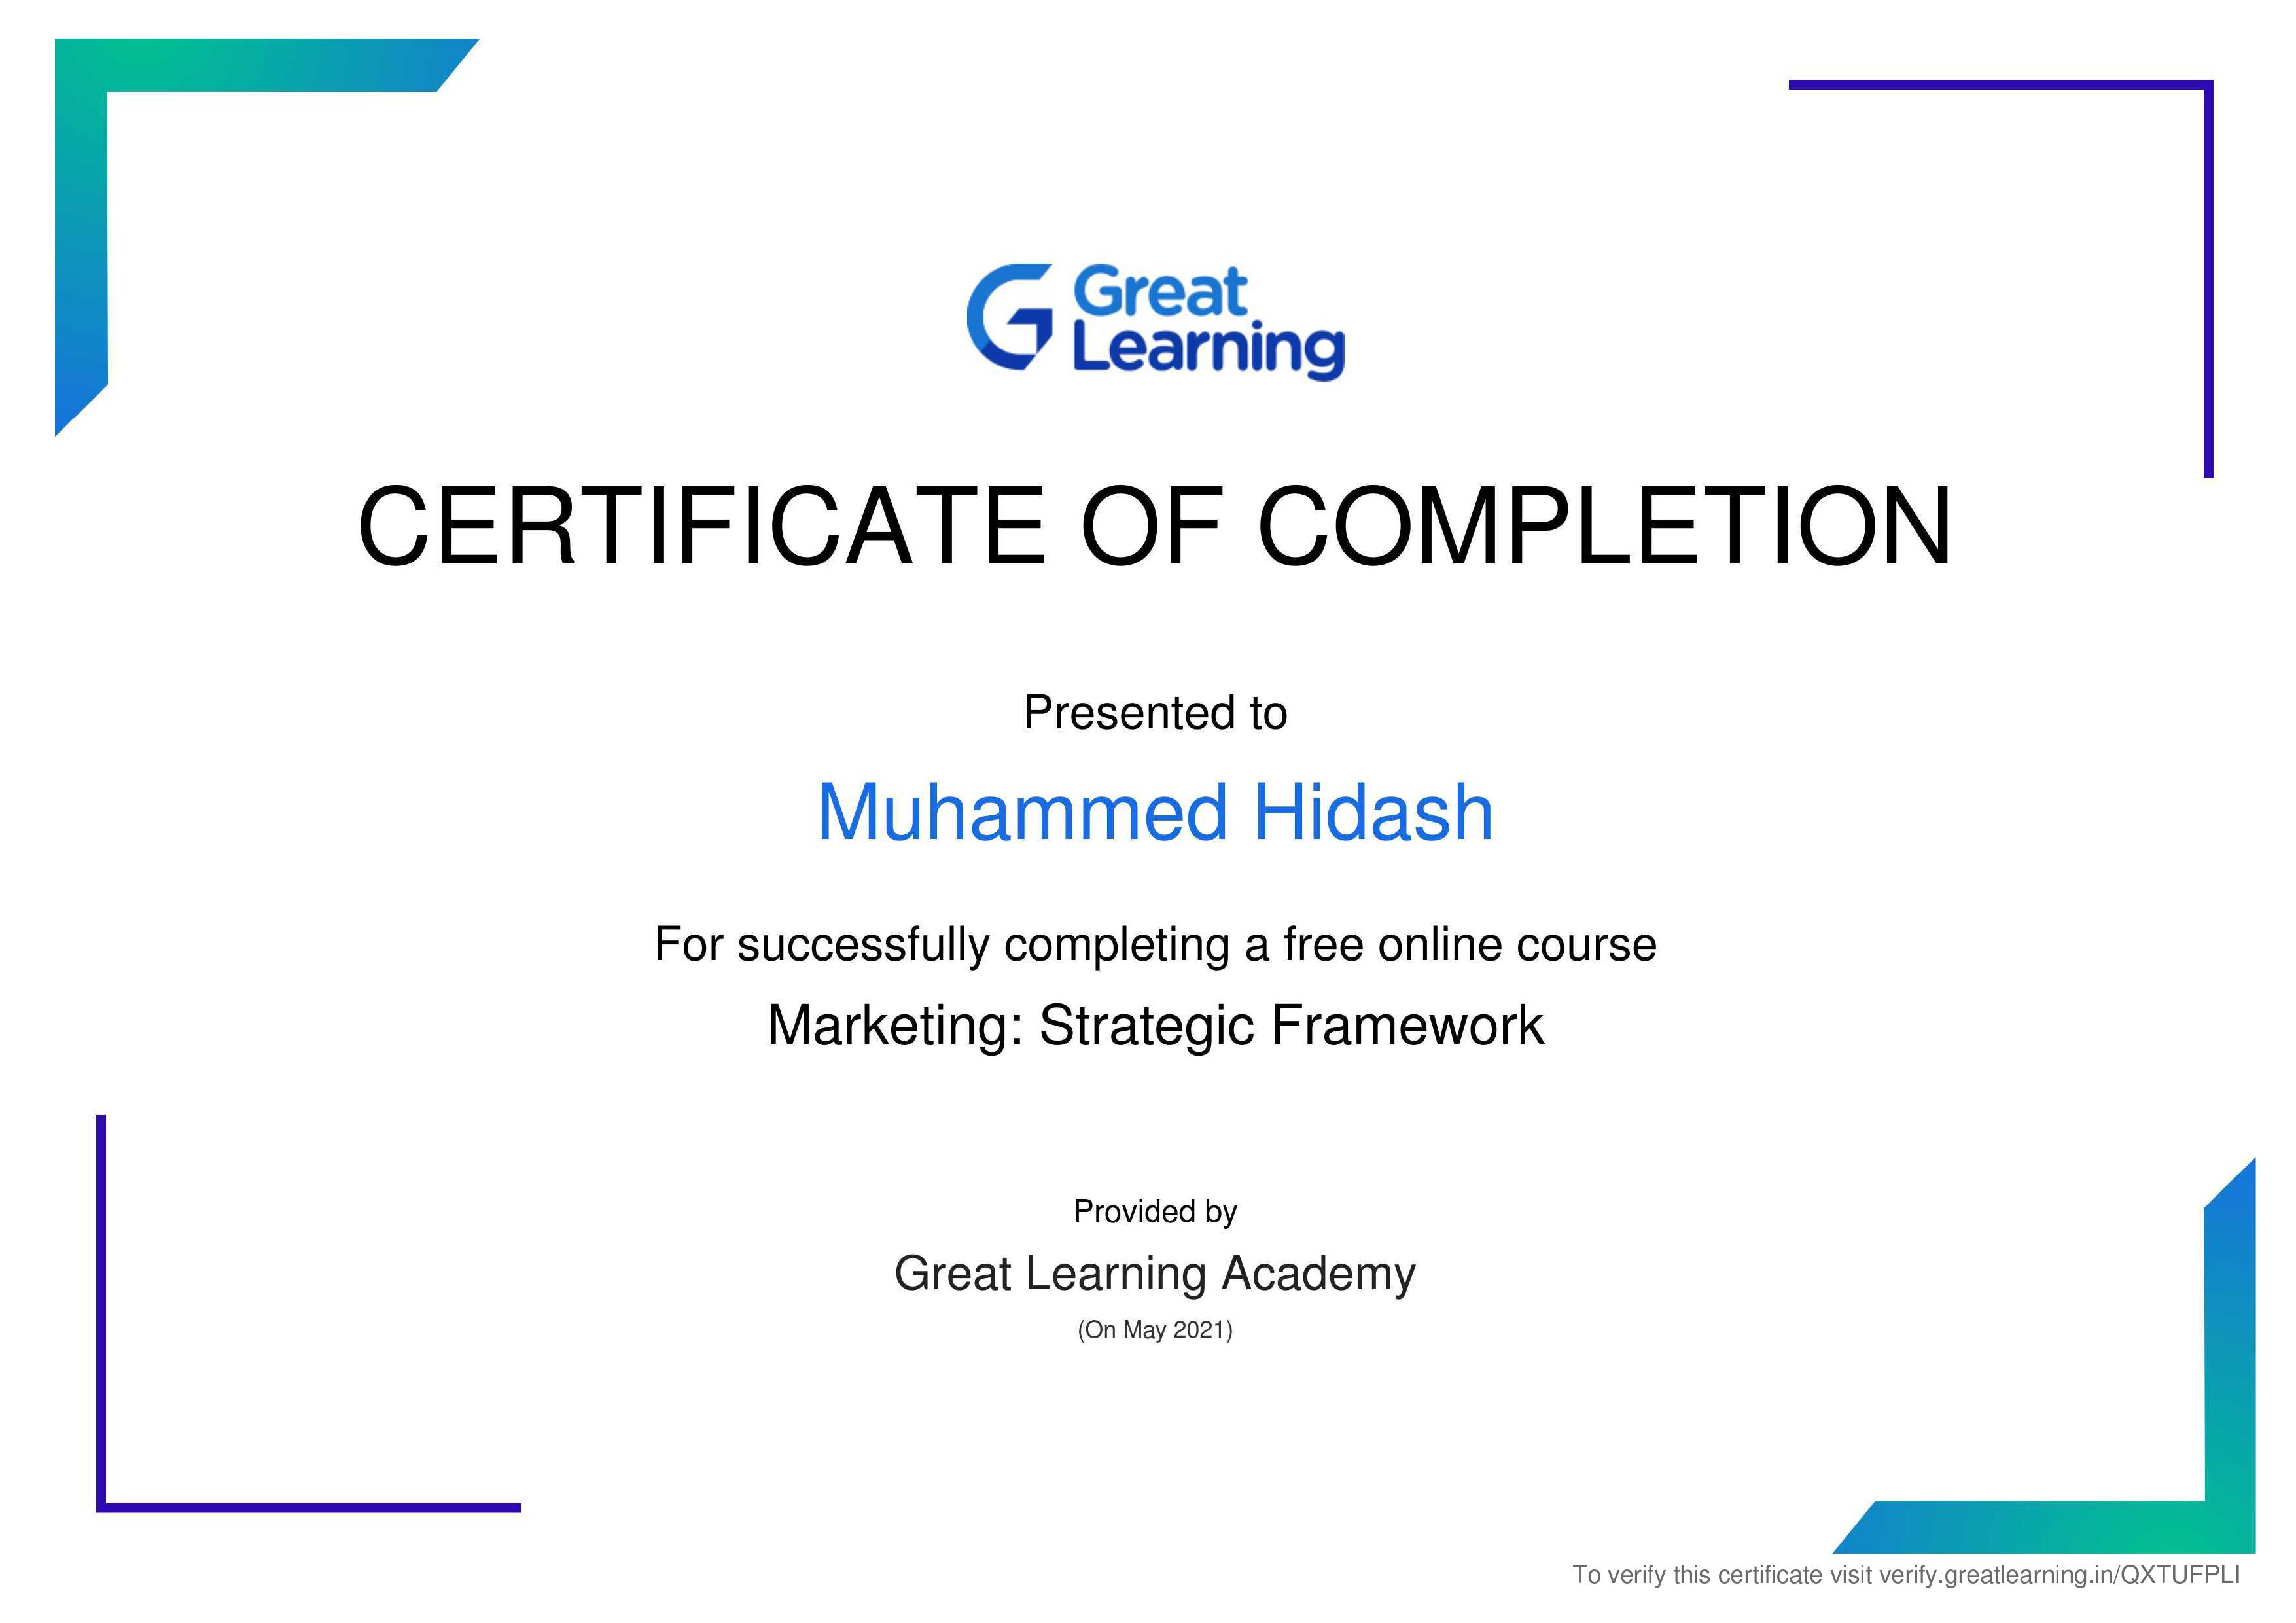 Great
Learning
CERTIFICATE OF COMPLETION
Presented to
Muhammed Hidash
For successfully completing a free online course
Marketing: Strategic Framework
Provided by
Great Learning Academy
(On May 2021)
To verify this certificate visit verify.greatlearning.in/QXTUFPLI